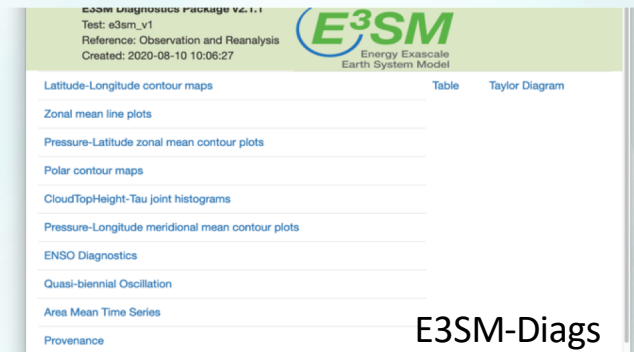 E3SM Diagnostics Package v2.1.1
Test: e3sm_v1
Reference: Observation and Reanalysis
Created: 2020-08-10 10:06:27
E³SM
Energy Exascale
Earth System Model
Latitude-Longitude contour maps
Table
Taylor Diagram
Zonal mean line plots
Pressure-Latitude zonal mean contour plots
Polar contour maps
CloudTopHeight-Tau joint histograms
Pressure-Longitude meridional mean contour plots
ENSO Diagnostics
Quasi-biennial Oscillation
Area Mean Time Series
Provenance
E3SM-Diags